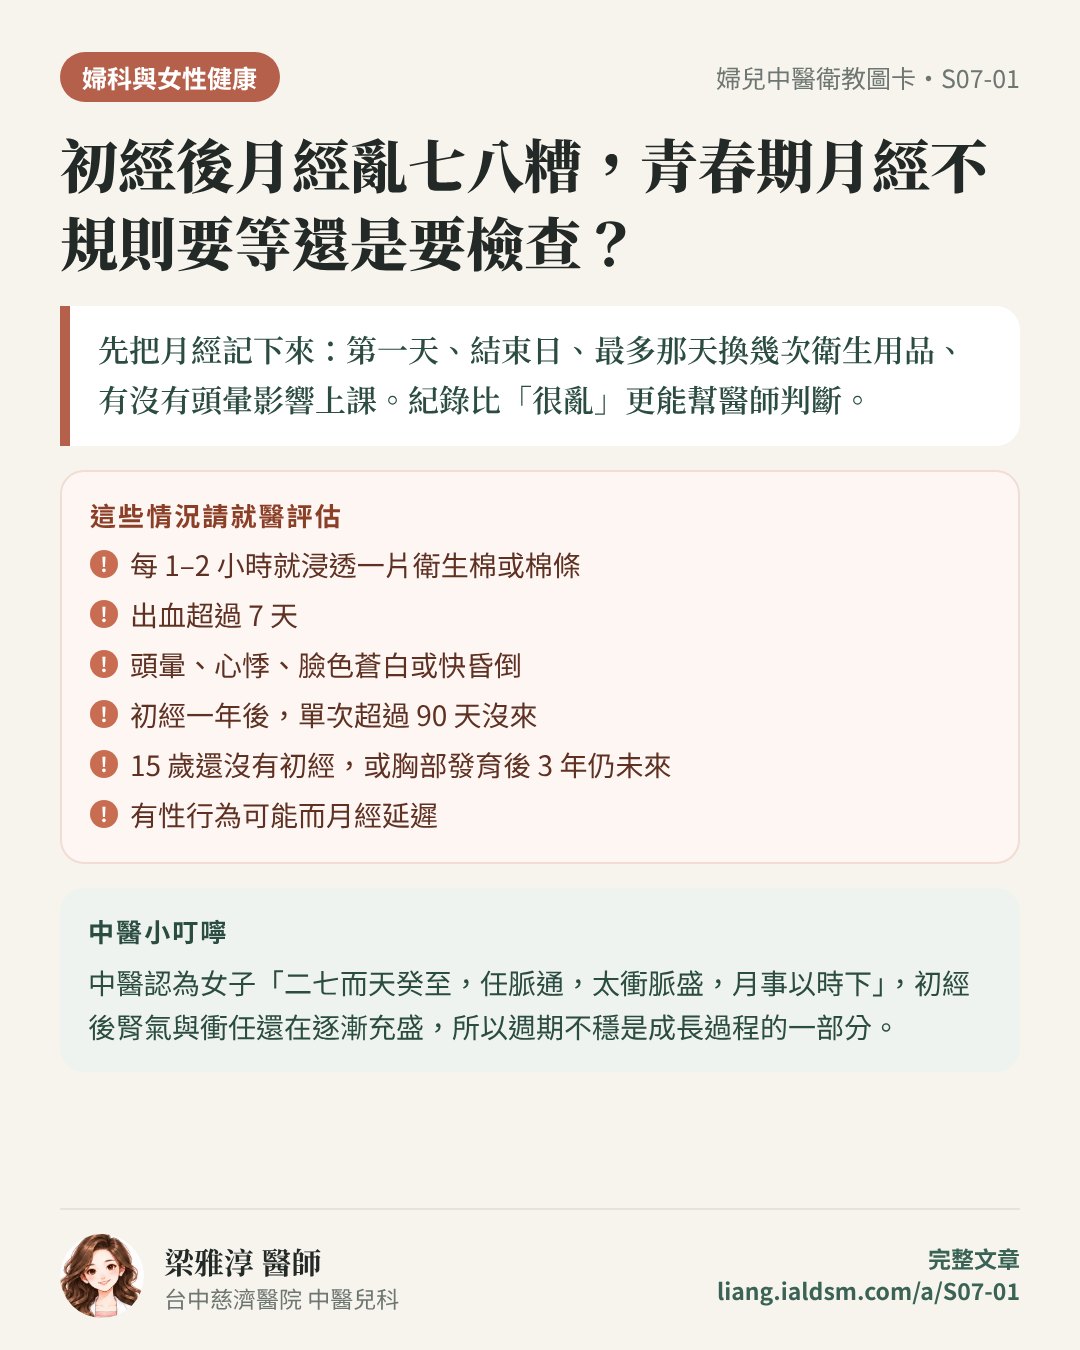 婦科與女性健康
婦兒中醫衛教圖卡・S07-01
初經後月經亂七八糟，青春期月經不
規則要等還是要檢查？
先把月經記下來：第一天、結束日、最多那天換幾次衛生用品、
有沒有頭暈影響上課。紀錄比「很亂」更能幫醫師判斷。
這些情況請就醫評估
! 每 1–2 小時就浸透一片衛生棉或棉條
! 出血超過 7 天
! 頭暈、心悸、臉色蒼白或快昏倒
! 初經一年後，單次超過 90 天沒來
! 15 歲還沒有初經，或胸部發育後 3 年仍未來
! 有性行為可能而月經延遲
中醫小叮嚀
中醫認為女子「二七而天癸至，任脈通，太衝脈盛，月事以時下」，初經
後腎氣與衝任還在逐漸充盛，所以週期不穩是成長過程的一部分。
梁雅淳 醫師
台中慈濟醫院 中醫兒科
完整文章
liang.ialdsm.com/a/S07-01